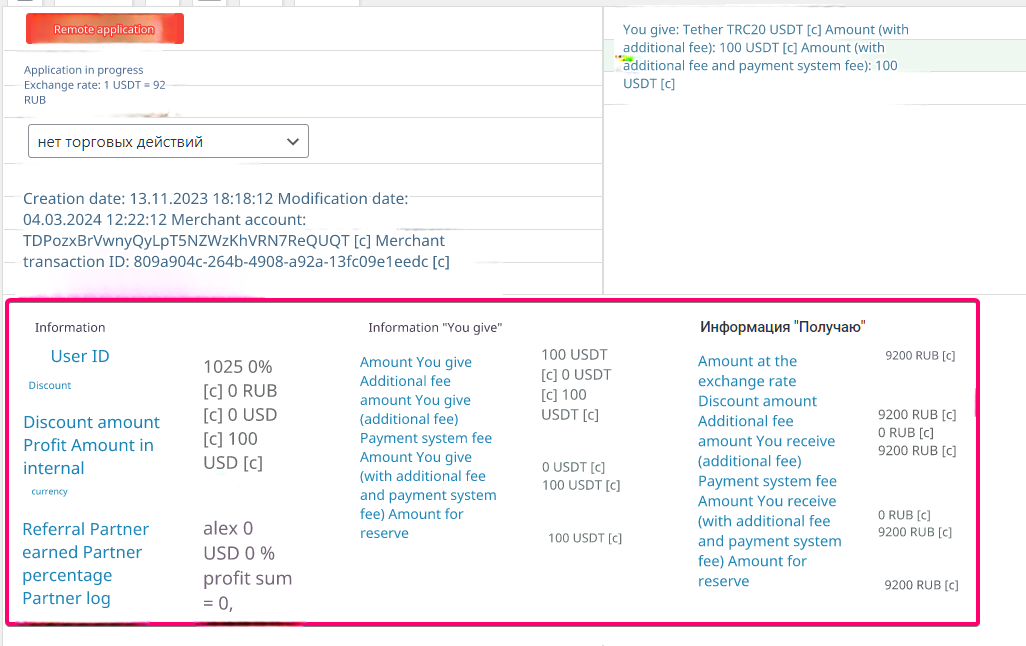 Remote application
Application in progress
Exchange rate: 1 USDT = 92
RUB
нет торговых действий
Creation date: 13.11.2023 18:18:12 Modification date:
04.03.2024 12:22:12 Merchant account:
TDPozxBrVwnyQyLpT5NZWzKhVRN7ReQUQT [c] Merchant
transaction ID: 809a904c-264b-4908-a92a-13fc09e1eedc [c]
You give: Tether TRC20 USDT [c] Amount (with
additional fee): 100 USDT [c] Amount (with
additional fee and payment system fee): 100
USDT [c]
Information
User ID
Discount
Discount amount
Profit Amount in
internal
currency
Referral Partner
earned Partner
percentage
Partner log
1025 0%
[c] 0 RUB
[c] 0 USD
[c] 100
USD [c]
alex 0
USD 0 %
profit sum
= 0,
Information "You give"
Amount You give
Additional fee
amount You give
(additional fee)
Payment system fee
Amount You give
(with additional fee
and payment system
fee) Amount for
reserve
100 USDT
[c] 0 USDT
[c] 100
USDT [c]
0 USDT [c]
100 USDT [c]
100 USDT [c]
Информация "Получаю"
Amount at the
exchange rate
Discount amount
Additional fee
amount You receive
(additional fee)
Payment system fee
Amount You receive
(with additional fee
and payment system
fee) Amount for
reserve
9200 RUB [c]
9200 RUB [c]
0 RUB [c]
9200 RUB [c]
0 RUB [c]
9200 RUB [c]
9200 RUB [c]